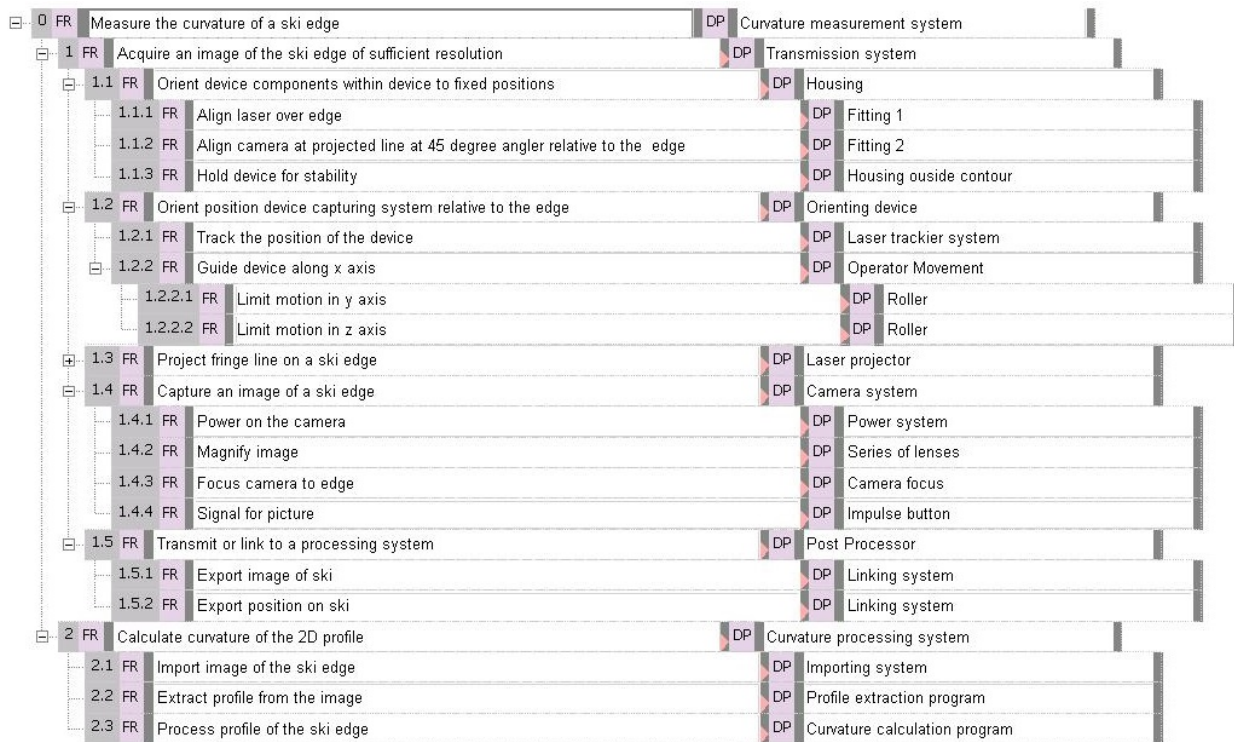 0 FR Measure the curvature of a ski edge DP Curvature measurement system
1 FR Acquire an image of the ski edge of sufficient resolution DP Transmission system
1.1 FR Orient device components within device to fixed positions DP Housing
1.1.1 FR Align laser over edge DP Fitting 1
1.1.2 FR Align camera at projected line at 45 degree angler relative to the edge DP Fitting 2
1.1.3 FR Hold device for stability DP Housing ouside contour
1.2 FR Orient position device capturing system relative to the edge DP Orienting device
1.2.1 FR Track the position of the device DP Laser trackier system
1.2.2 FR Guide device along x axis DP Operator Movement
1.2.2.1 FR Limit motion in y axis DP Roller
1.2.2.2 FR Limit motion in z axis DP Roller
1.3 FR Project fringe line on a ski edge DP Laser projector
1.4 FR Capture an image of a ski edge DP Camera system
1.4.1 FR Power on the camera DP Power system
1.4.2 FR Magnify image DP Series of lenses
1.4.3 FR Focus camera to edge DP Camera focus
1.4.4 FR Signal for picture DP Impulse button
1.5 FR Transmit or link to a processing system DP Post Processor
1.5.1 FR Export image of ski DP Linking system
1.5.2 FR Export position on ski DP Linking system
2 FR Calculate curvature of the 2D profile DP Curvature processing system
2.1 FR Import image of the ski edge DP Importing system
2.2 FR Extract profile from the image DP Profile extraction program
2.3 FR Process profile of the ski edge DP Curvature calculation program